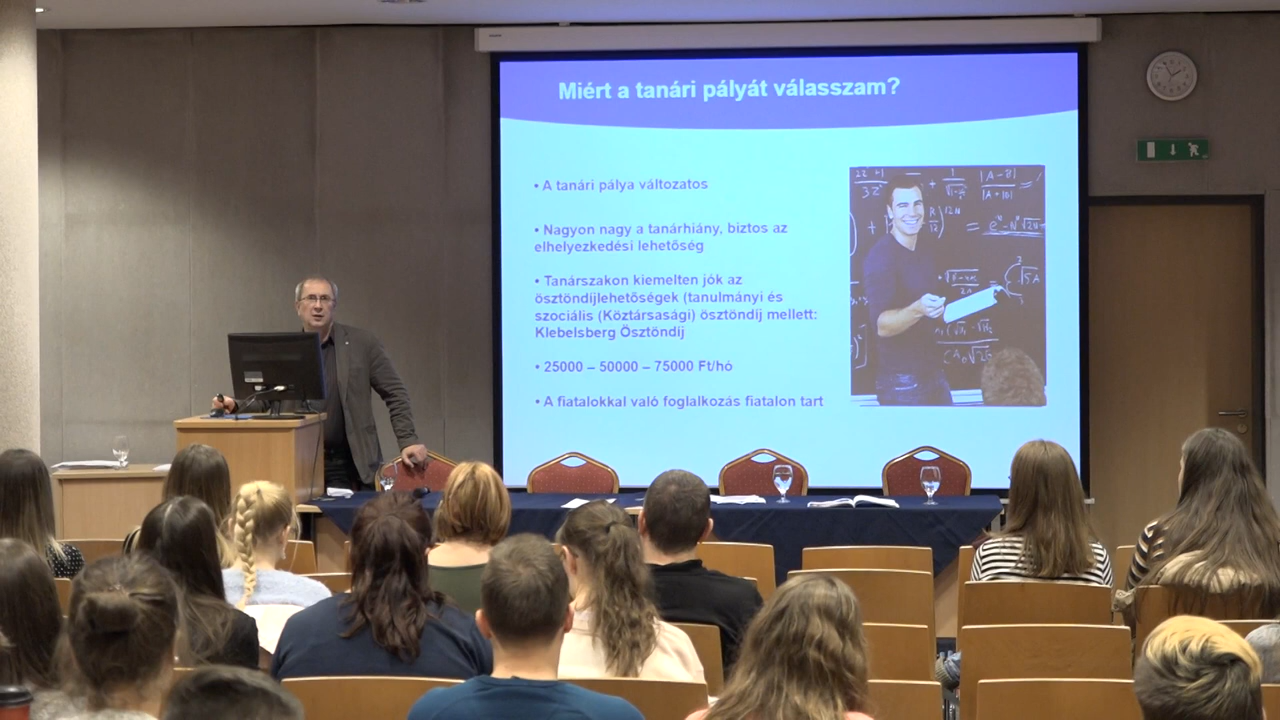 Miért a tanári pályát válasszam?
• A tanári pálya változatos
• Nagyon nagy a tanárhiány, biztos az
elhelyezkedési lehetőség
• Tanárszakon kiemelten jók az
ösztöndíjlehetőségek (tanulmányi és
szociális (Köztársasági) ösztöndíj mellett:
Klebelsberg Ösztöndíj
• 25000 – 50000 – 75000 Ft/hó
• A fiatalokkal való foglalkozás fiatalon tart